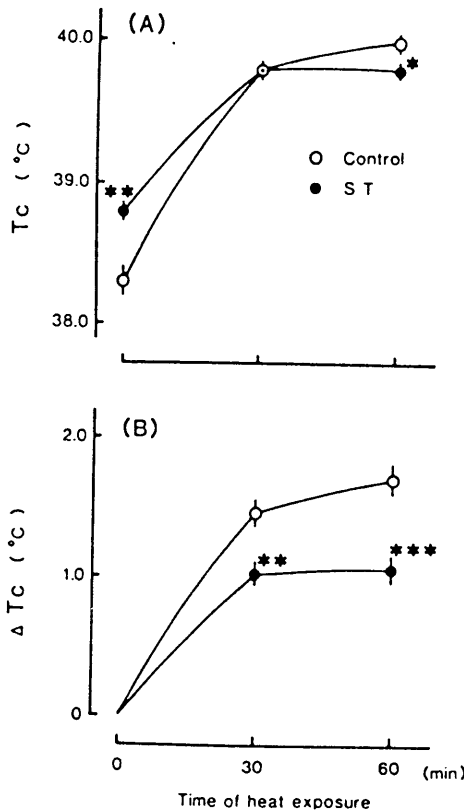 (A)
40.0
39.0
38.0
Tc (°C)
**
*
Control
ST
(B)
2.0
1.0
0
Δ Tc (°C)
**
***
0 30 60 (min)
Time of heat exposure